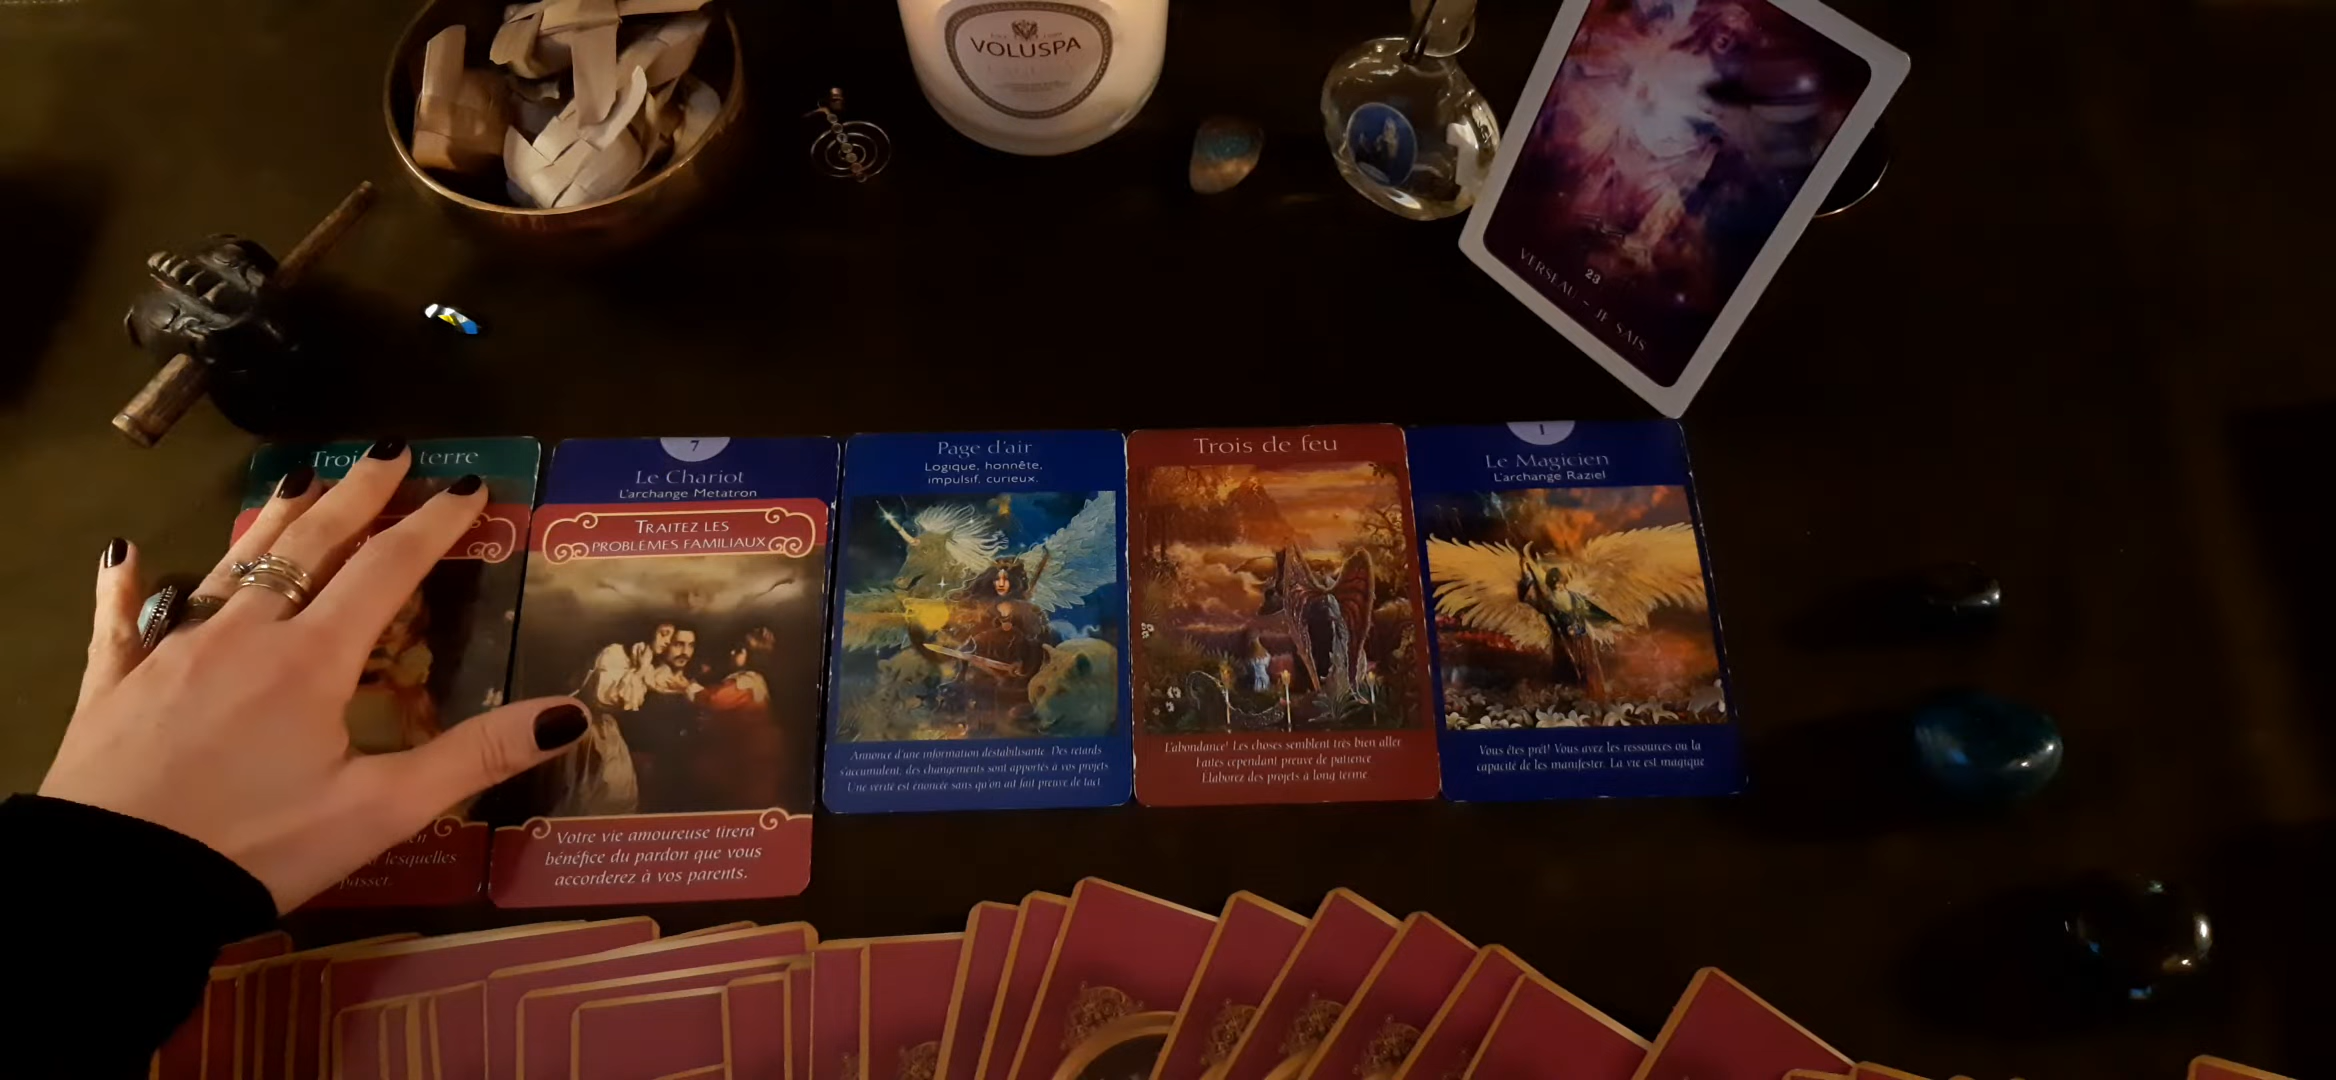 VOLUSPA
23
VERSEAU - JE SAIS
terre
lesquelles
passer.
7
Le Chariot
L'archange Metatron
TRAITEZ LES
PROBLÈMES FAMILIAUX
Votre vie amoureuse tirera
bénéfice du pardon que vous
accorderez à vos parents.
Page d'air
Logique, honnête,
impulsif, curieux.
Annonce d'une information déstabilisante. Des retards
s'accumulent; des changements sont apportés à vos projets.
Une vérité est énoncée sans qu'on ait fait preuve de tact.
Trois de feu
L'abondance! Les choses semblent très bien aller
Faites cependant preuve de patience.
Élaborez des projets à long terme.
1
Le Magicien
L'archange Raziel
Vous êtes prêt! Vous avez les ressources ou la
capacité de les manifester. La vie est magique